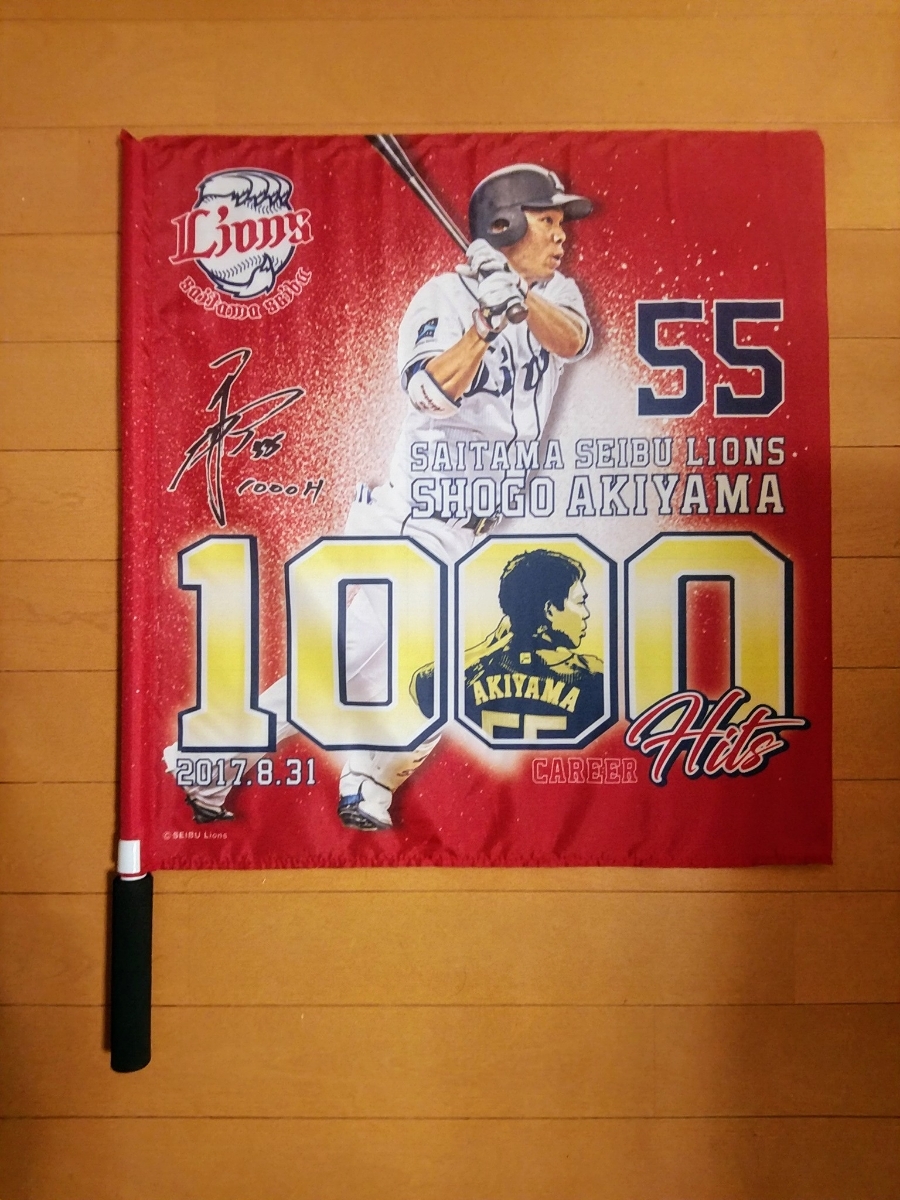 Lions
saitama seibu
55
Lions
55
1000H
SAITAMA SEIBU LIONS
SHOGO AKIYAMA
1000
AKIYAMA
55
Hits
2017.8.31
CAREER
© SEIBU Lions